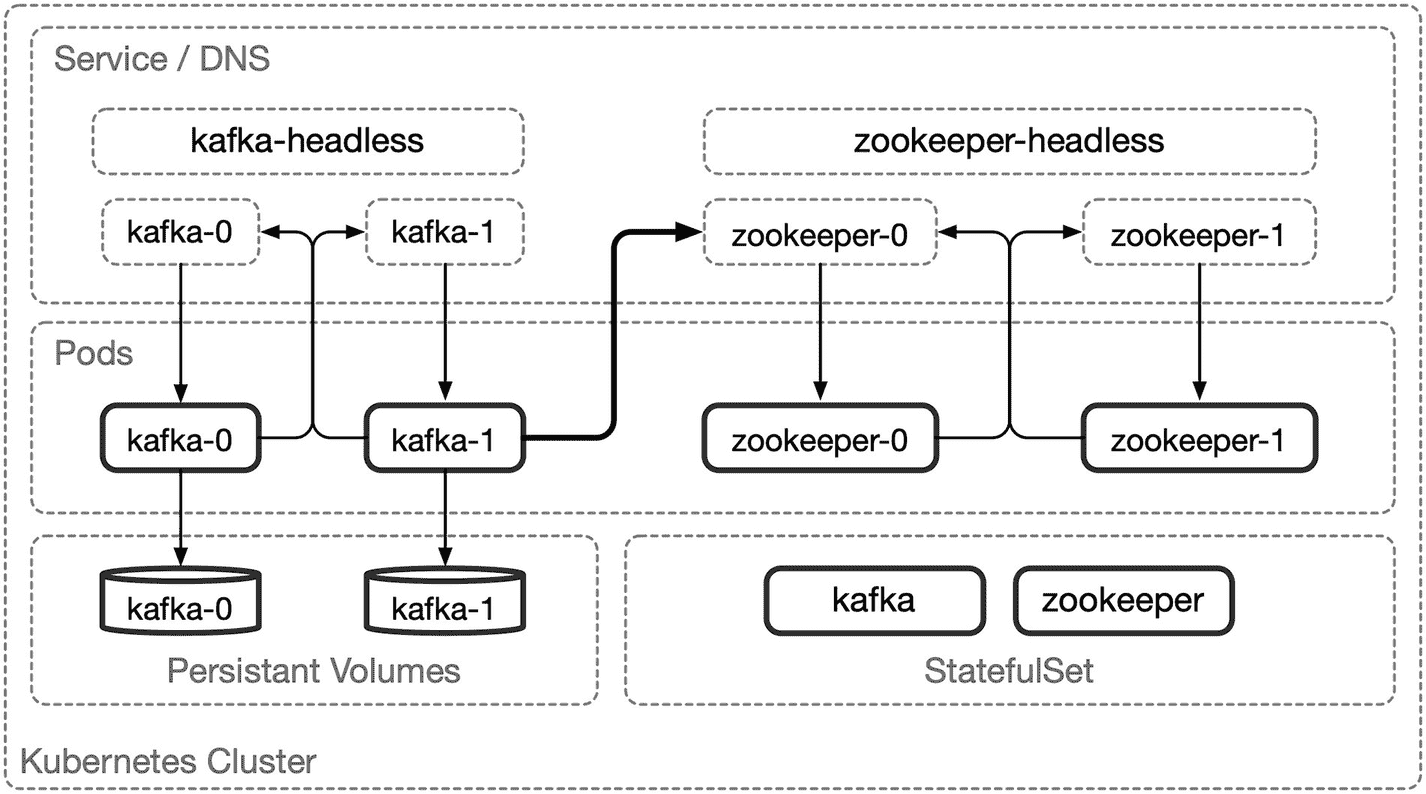 Service / DNS
kafka-headless
zookeeper-headless
kafka-0
kafka-1
zookeeper-0
zookeeper-1
Pods
kafka-0
kafka-1
zookeeper-0
zookeeper-1
kafka-0
kafka-1
Persistant Volumes
kafka
zookeeper
StatefulSet
Kubernetes Cluster